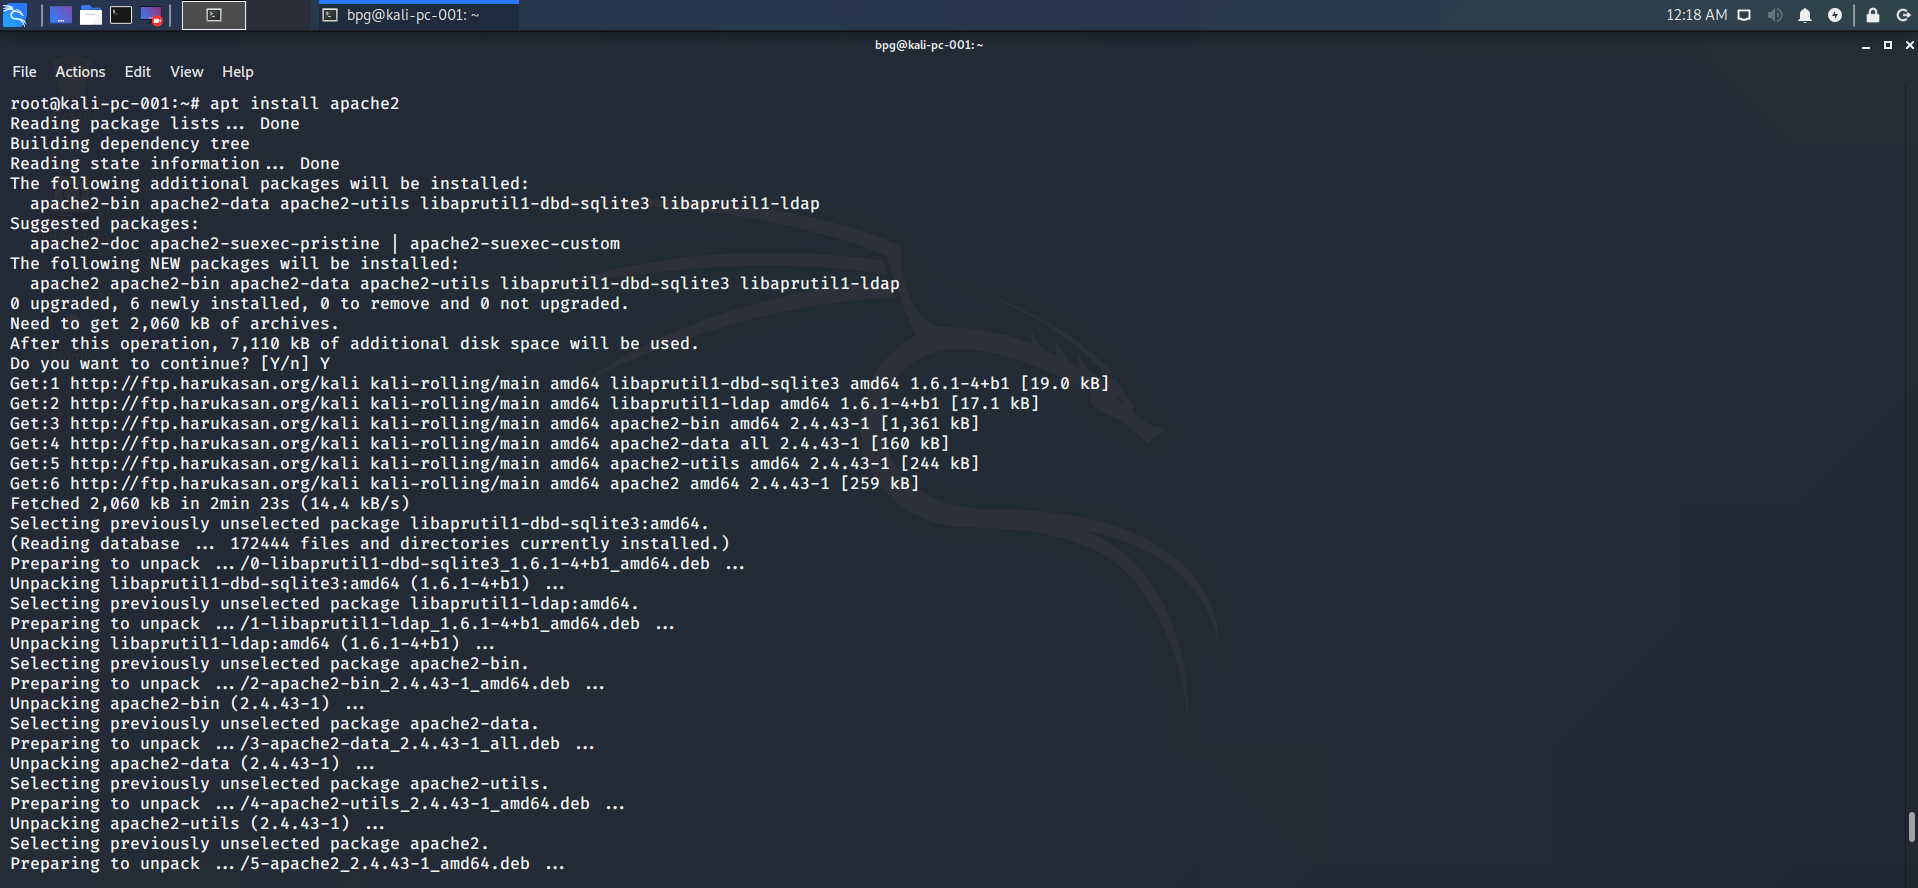 bpg@kali-pc-001: ~
12:18 AM
bpg@kali-pc-001:~
File Actions Edit View Help
root@kali-pc-001:~# apt install apache2
Reading package lists... Done
Building dependency tree
Reading state information... Done
The following additional packages will be installed:
  apache2-bin apache2-data apache2-utils libaprutil1-dbd-sqlite3 libaprutil1-ldap
Suggested packages:
  apache2-doc apache2-suexec-pristine | apache2-suexec-custom
The following NEW packages will be installed:
  apache2 apache2-bin apache2-data apache2-utils libaprutil1-dbd-sqlite3 libaprutil1-ldap
0 upgraded, 6 newly installed, 0 to remove and 0 not upgraded.
Need to get 2,060 kB of archives.
After this operation, 7,110 kB of additional disk space will be used.
Do you want to continue? [Y/n] Y
Get:1 http://ftp.harukasan.org/kali kali-rolling/main amd64 libaprutil1-dbd-sqlite3 amd64 1.6.1-4+b1 [19.0 kB]
Get:2 http://ftp.harukasan.org/kali kali-rolling/main amd64 libaprutil1-ldap amd64 1.6.1-4+b1 [17.1 kB]
Get:3 http://ftp.harukasan.org/kali kali-rolling/main amd64 apache2-bin amd64 2.4.43-1 [1,361 kB]
Get:4 http://ftp.harukasan.org/kali kali-rolling/main amd64 apache2-data all 2.4.43-1 [160 kB]
Get:5 http://ftp.harukasan.org/kali kali-rolling/main amd64 apache2-utils amd64 2.4.43-1 [244 kB]
Get:6 http://ftp.harukasan.org/kali kali-rolling/main amd64 apache2 amd64 2.4.43-1 [259 kB]
Fetched 2,060 kB in 2min 23s (14.4 kB/s)
Selecting previously unselected package libaprutil1-dbd-sqlite3:amd64.
(Reading database ... 172444 files and directories currently installed.)
Preparing to unpack .../0-libaprutil1-dbd-sqlite3_1.6.1-4+b1_amd64.deb ...
Unpacking libaprutil1-dbd-sqlite3:amd64 (1.6.1-4+b1) ...
Selecting previously unselected package libaprutil1-ldap:amd64.
Preparing to unpack .../1-libaprutil1-ldap_1.6.1-4+b1_amd64.deb ...
Unpacking libaprutil1-ldap:amd64 (1.6.1-4+b1) ...
Selecting previously unselected package apache2-bin.
Preparing to unpack .../2-apache2-bin_2.4.43-1_amd64.deb ...
Unpacking apache2-bin (2.4.43-1) ...
Selecting previously unselected package apache2-data.
Preparing to unpack .../3-apache2-data_2.4.43-1_all.deb ...
Unpacking apache2-data (2.4.43-1) ...
Selecting previously unselected package apache2-utils.
Preparing to unpack .../4-apache2-utils_2.4.43-1_amd64.deb ...
Unpacking apache2-utils (2.4.43-1) ...
Selecting previously unselected package apache2.
Preparing to unpack .../5-apache2_2.4.43-1_amd64.deb ...